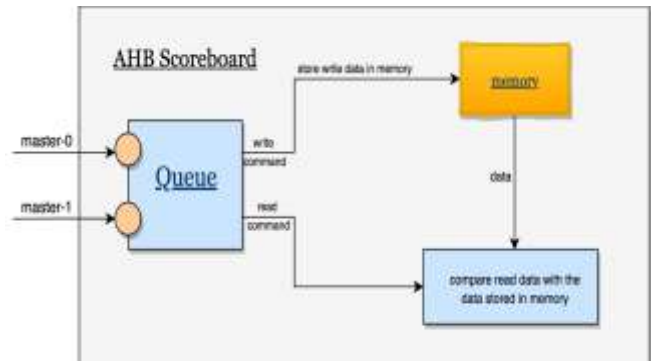 AHB Scoreboard
store write data in memory
memory
master-0
write
command
Queue
data
master-1
read
command
compare read data with the
data stored in memory